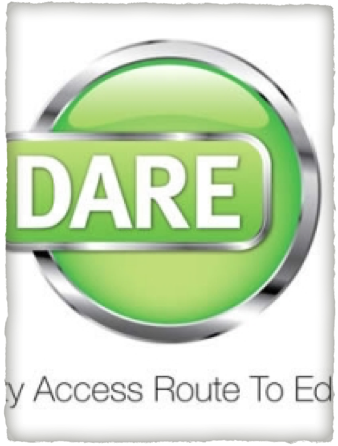 DARE
y Access Route To Ed